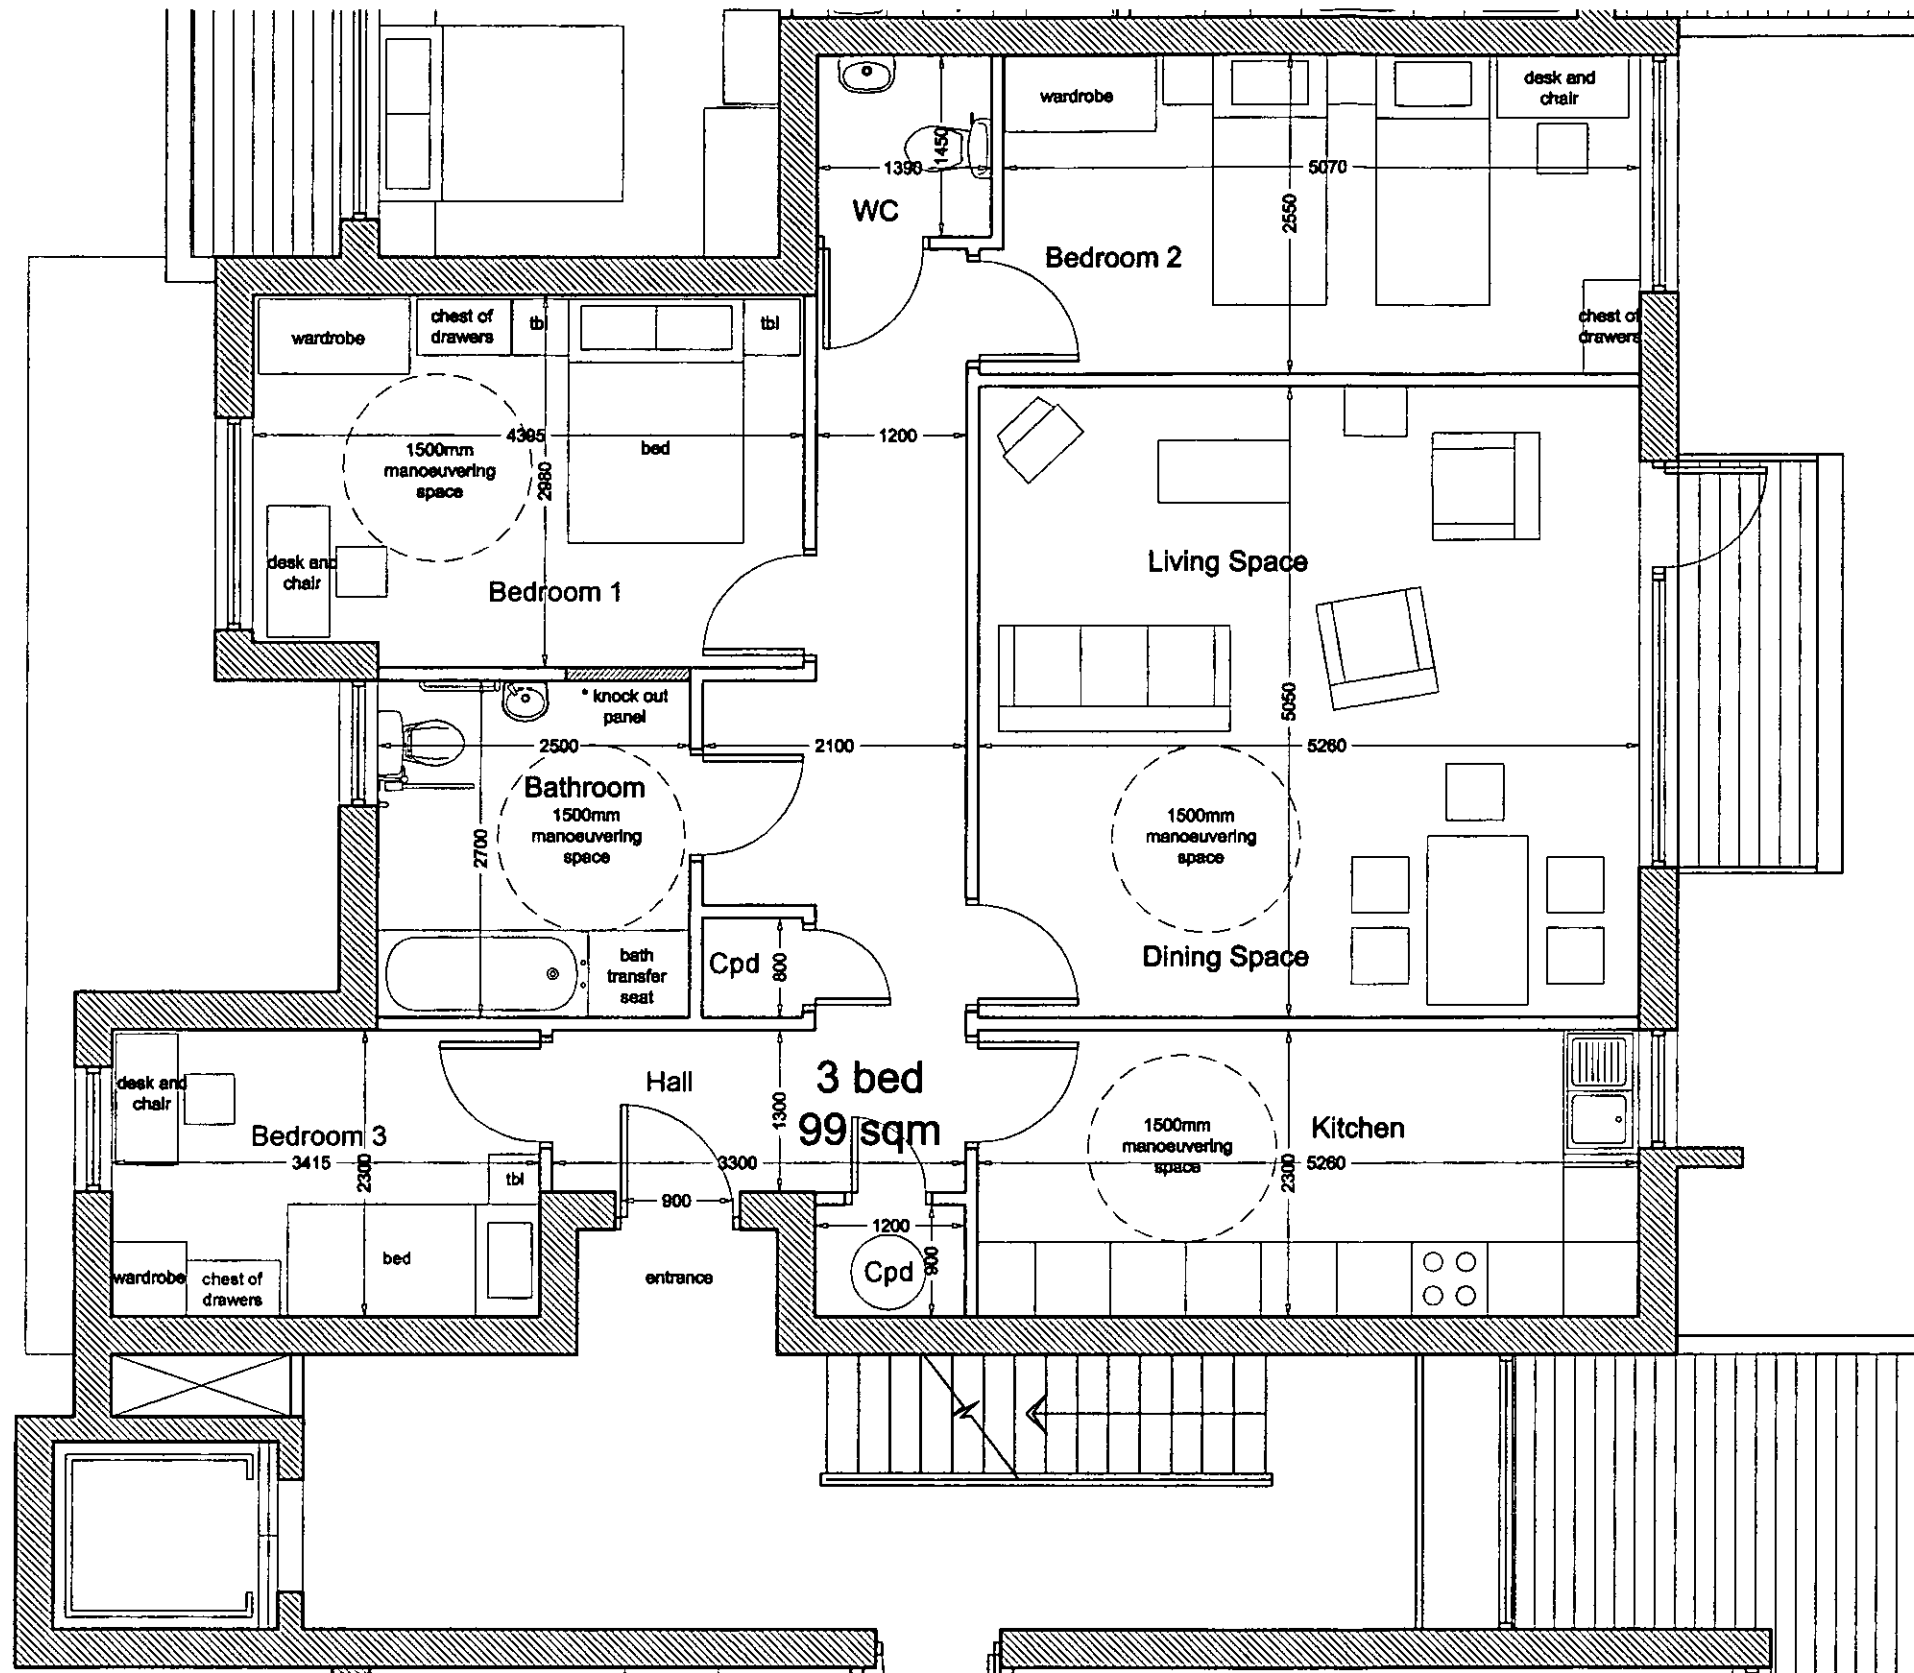 desk and
chair
wardrobe
1450
1390
5070
WC
2550
Bedroom 2
wardrobe
chest of
drawers
tbl
tbl
chest of
drawers
4395
1500mm
manoeuvering
space
2980
bed
1200
desk and
chair
Bedroom 1
Living Space
* knock out
panel
5050
2500
2100
5260
Bathroom
1500mm
manoeuvering
space
2700
1500mm
manoeuvering
space
bath
transfer
seat
Cpd
800
Dining Space
desk and
chair
Hall
3 bed
99 sqm
1300
1500mm
manoeuvering
space
Kitchen
Bedroom 3
3415
2300
3300
5260
2300
tbl
900
1200
900
Cpd
bed
wardrobe
chest of
drawers
entrance